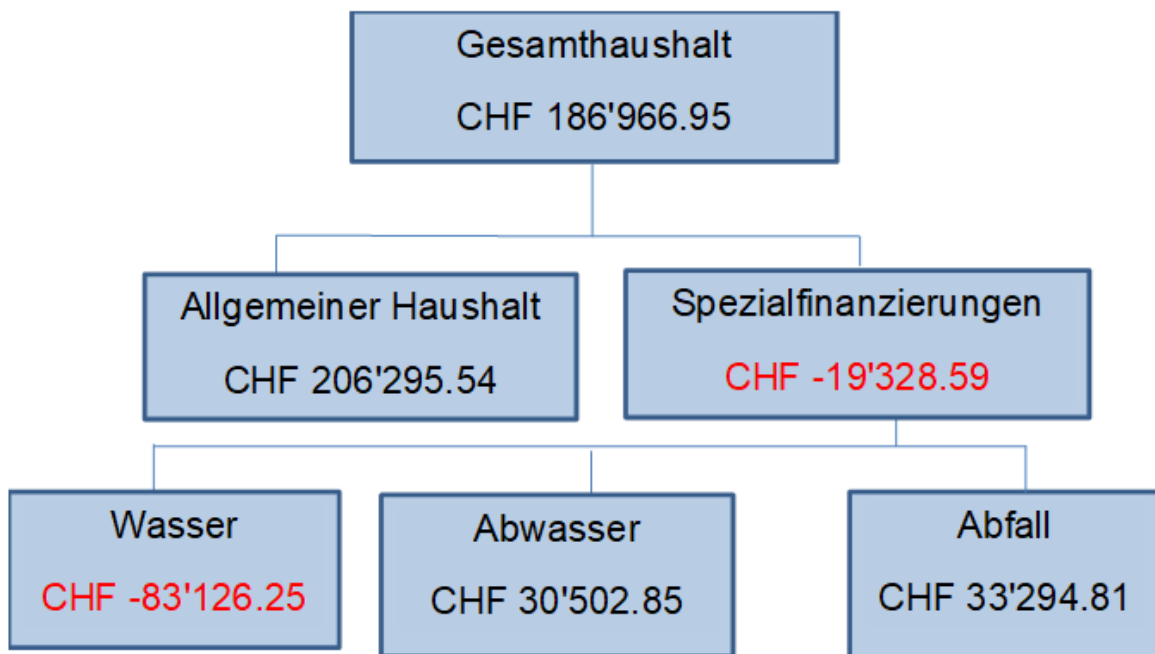 Gesamthaushalt
CHF 186'966.95
Allgemeiner Haushalt
CHF 206'295.54
Spezialfinanzierungen
CHF -19'328.59
Wasser
CHF -83'126.25
Abwasser
CHF 30'502.85
Abfall
CHF 33'294.81